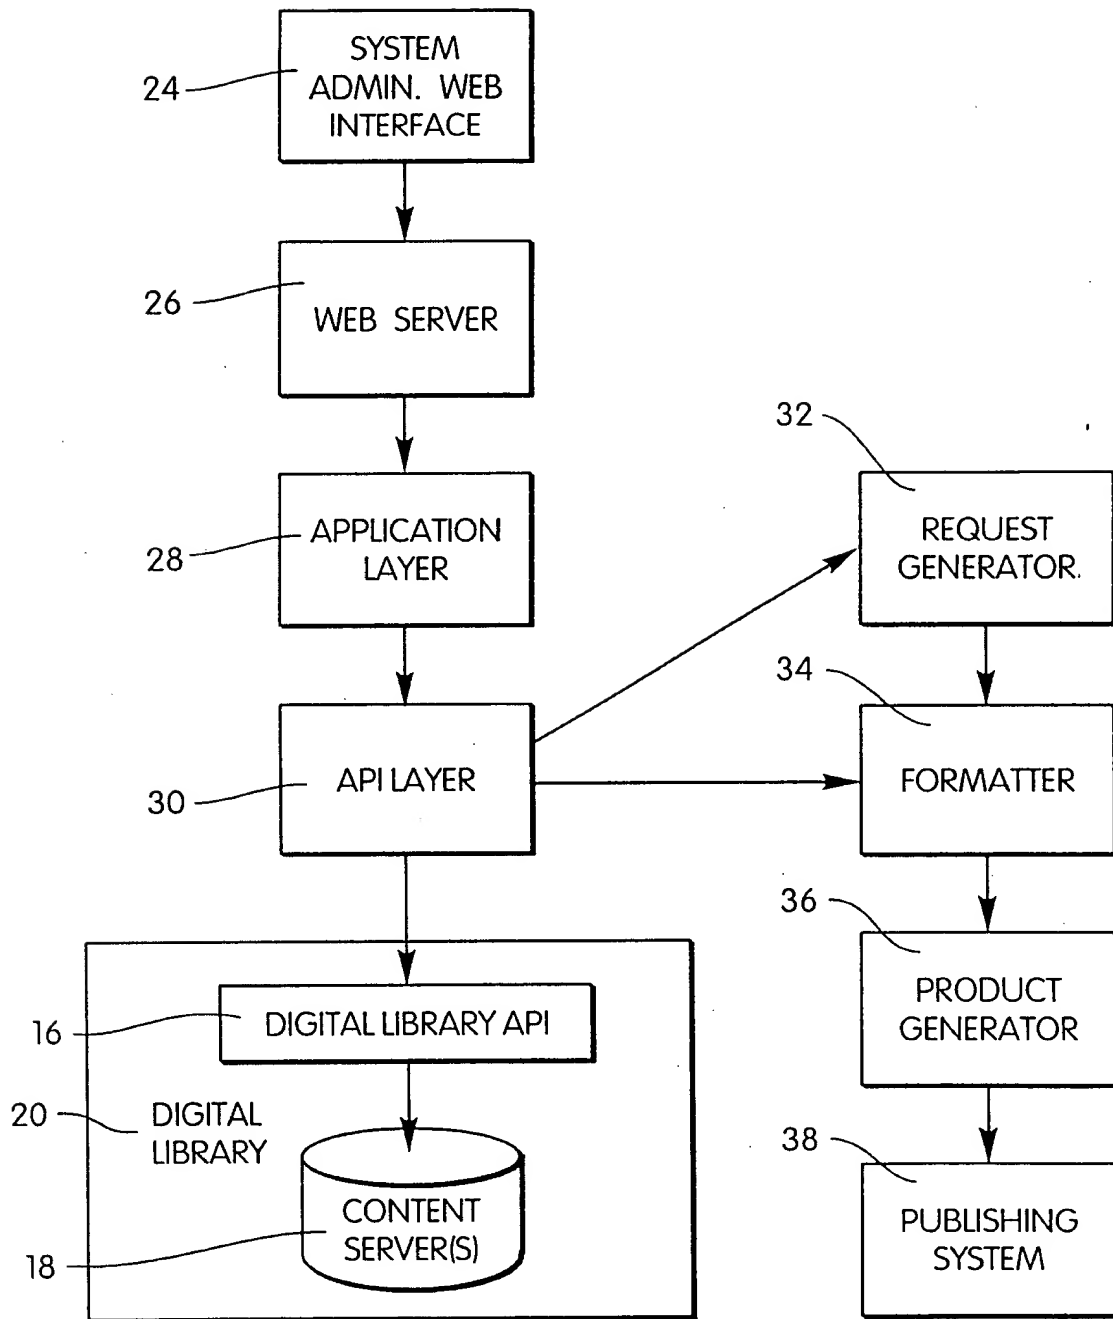 24
SYSTEM
ADMIN. WEB
INTERFACE
26
WEB SERVER
28
APPLICATION
LAYER
32
REQUEST
GENERATOR.
30
API LAYER
34
FORMATTER
36
PRODUCT
GENERATOR
16
DIGITAL LIBRARY API
20
DIGITAL
LIBRARY
18
CONTENT
SERVER(S)
38
PUBLISHING
SYSTEM